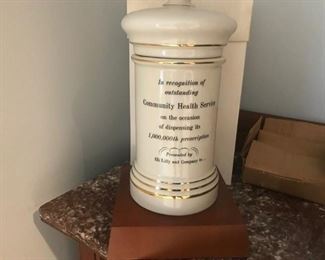 In recognition of
outstanding
Community Health Service
on the occasion
of dispensing its
1,000,000th prescription
Presented by
Eli Lilly and Company to...